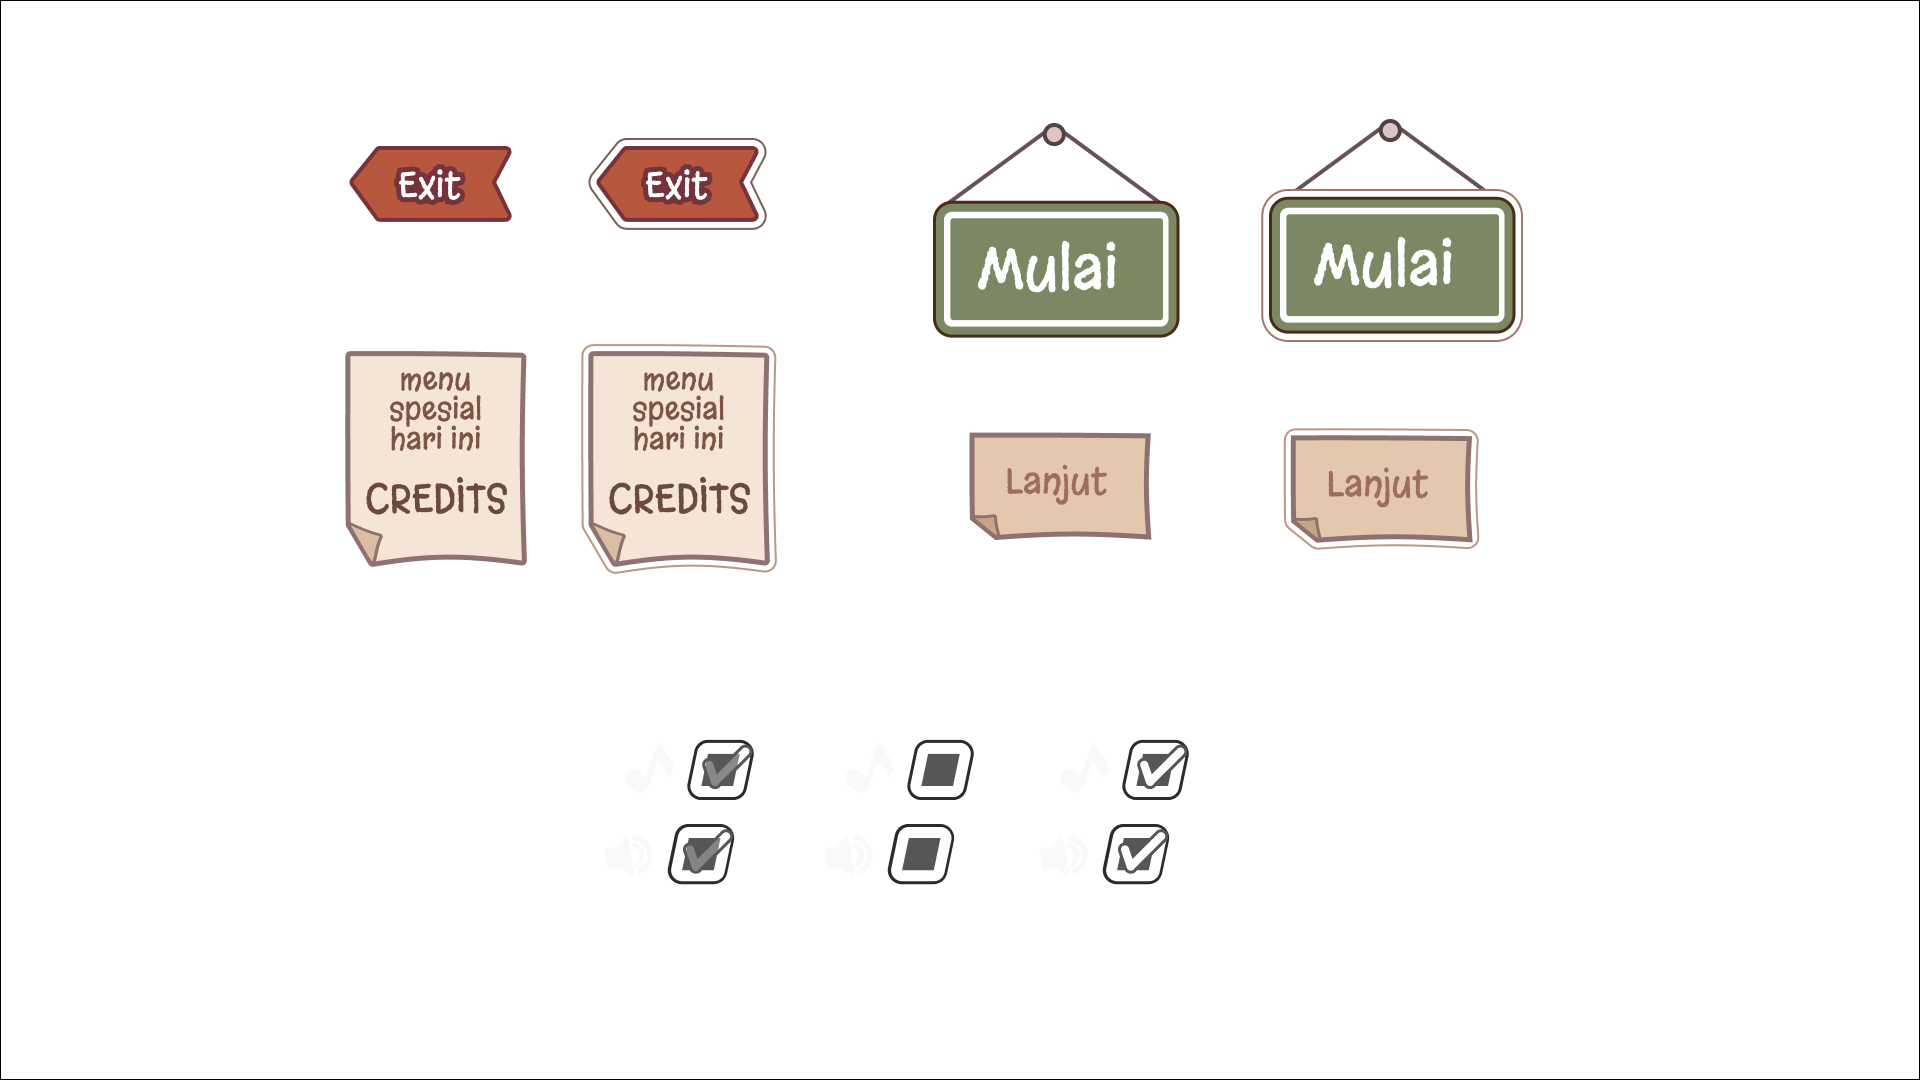 Exit
Exit
Mulai
Mulai
menu
spesial
hari ini
CREDITS
menu
spesial
hari ini
CREDITS
Lanjut
Lanjut